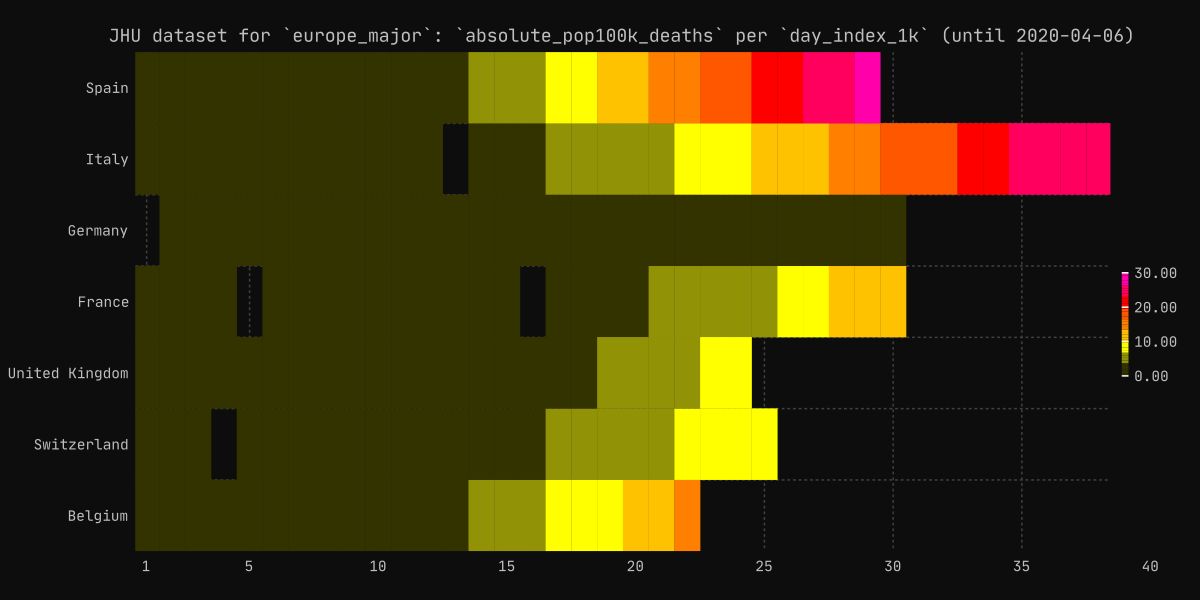 JHU dataset for `europe_major`: `absolute_pop100k_deaths` per `day_index_1k` (until 2020-04-06)
Spain
Italy
Germany
France
United Kingdom
Switzerland
Belgium
30.00
20.00
10.00
0.00
1 5 10 15 20 25 30 35 40